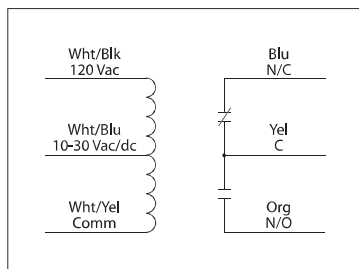 Wht/Blk
120 Vac
Wht/Blu
10-30 Vac/dc
Wht/Yel
Comm
Blu
N/C
Yel
C
Org
N/O